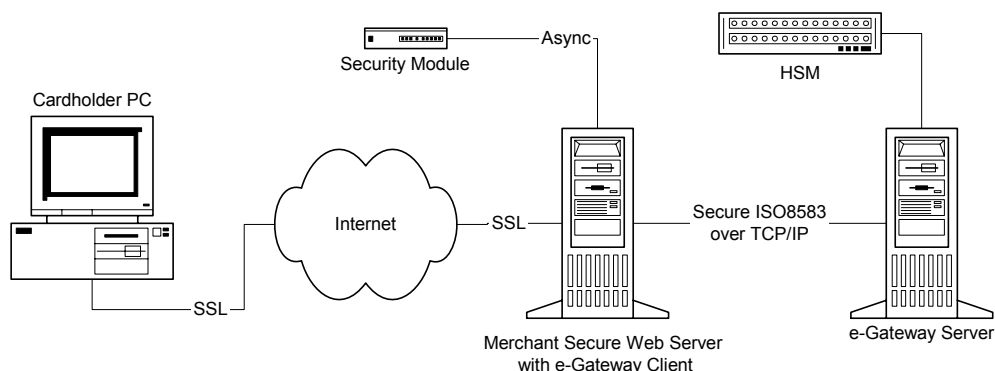 Async
Security Module
HSM
Cardholder PC
Internet
SSL
Secure ISO8583
over TCP/IP
SSL
Merchant Secure Web Server
with e-Gateway Client
e-Gateway Server